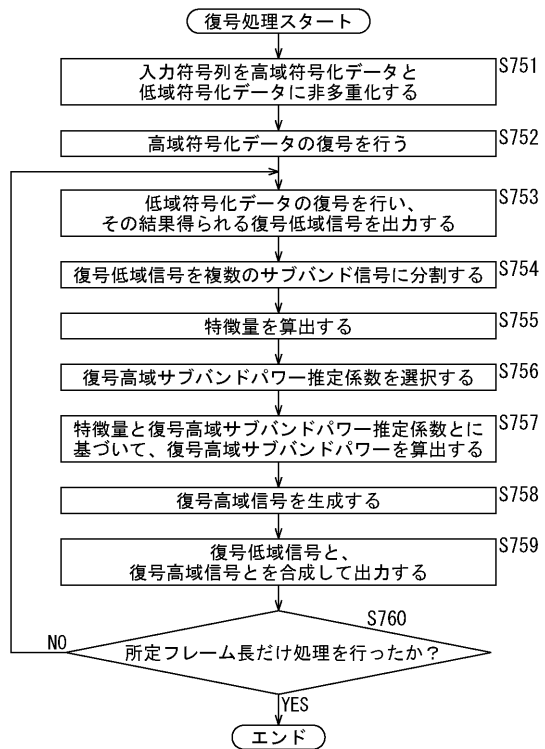 復号処理スタート
S751
入力符号列を高域符号化データと
低域符号化データに非多重化する
S752
高域符号化データの復号を行う
S753
低域符号化データの復号を行い、
その結果得られる復号低域信号を出力する
S754
復号低域信号を複数のサブバンド信号に分割する
S755
特徴量を算出する
S756
復号高域サブバンドパワー推定係数を選択する
S757
特徴量と復号高域サブバンドパワー推定係数とに
基づいて、復号高域サブバンドパワーを算出する
S758
復号高域信号を生成する
S759
復号低域信号と、
復号高域信号とを合成して出力する
S760
NO
所定フレーム長だけ処理を行ったか？
YES
エンド